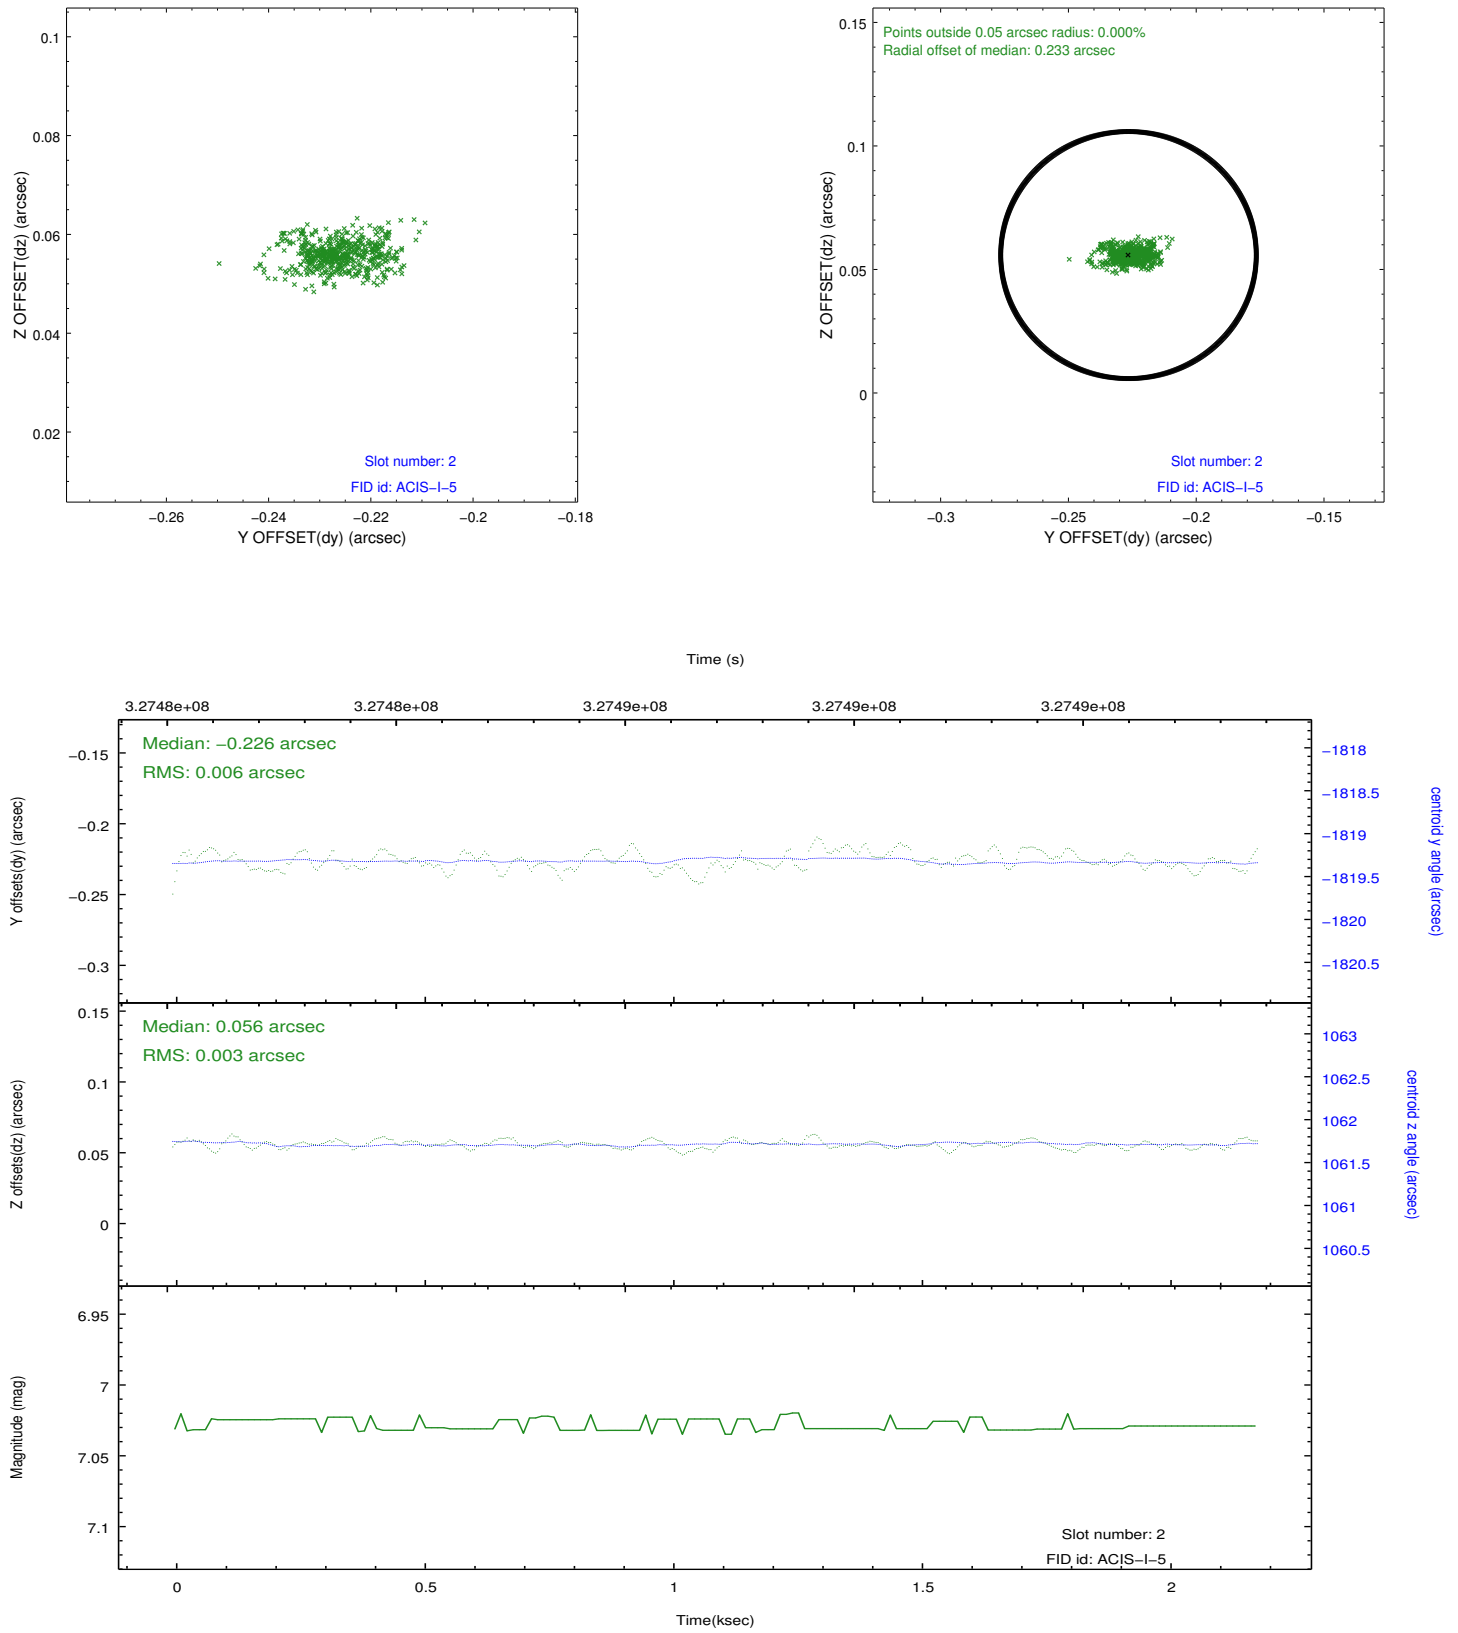 0.1
0.08
0.06
0.04
0.02
Z OFFSET(dz) (arcsec)
Slot number: 2
FID id: ACIS−I−5
−0.26
−0.24
−0.22
−0.2
−0.18
Y OFFSET(dy) (arcsec)
Points outside 0.05 arcsec radius: 0.000%
Radial offset of median: 0.233 arcsec
0.15
0.1
0.05
0
Z OFFSET(dz) (arcsec)
Slot number: 2
FID id: ACIS−I−5
−0.3
−0.25
−0.2
−0.15
Y OFFSET(dy) (arcsec)
Time (s)
3.2748e+08
3.2748e+08
3.2749e+08
3.2749e+08
3.2749e+08
Median: −0.226 arcsec
RMS: 0.006 arcsec
−0.15
−0.2
−0.25
−0.3
Y offsets(dy) (arcsec)
−1818
−1818.5
−1819
−1819.5
−1820
−1820.5
centroid y angle (arcsec)
Median: 0.056 arcsec
RMS: 0.003 arcsec
0.15
0.1
0.05
0
Z offsets(dz) (arcsec)
1063
1062.5
1062
1061.5
1061
1060.5
centroid z angle (arcsec)
6.95
7
7.05
7.1
Magnitude (mag)
Slot number: 2
FID id: ACIS−I−5
0
0.5
1
1.5
2
Time(ksec)